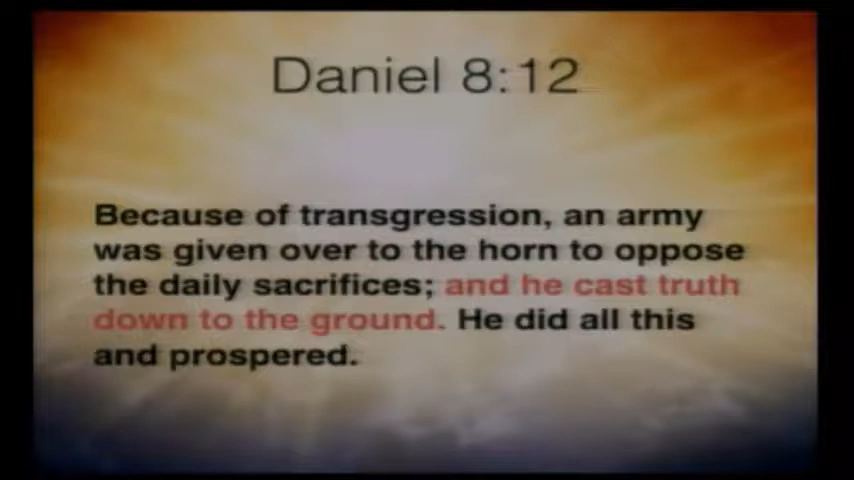 Daniel 8:12
Because of transgression, an army
was given over to the horn to oppose
the daily sacrifices; and he cast truth
down to the ground. He did all this
and prospered.